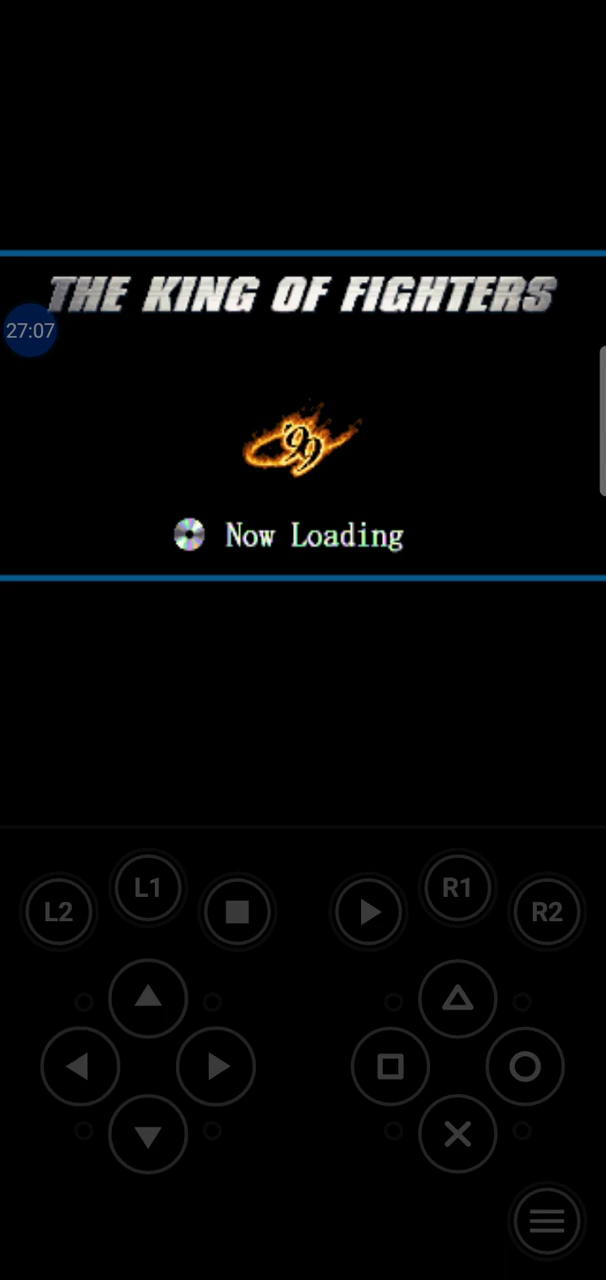 THE KING OF FIGHTERS
27:07
'99
Now Loading
L2
L1
R1
R2